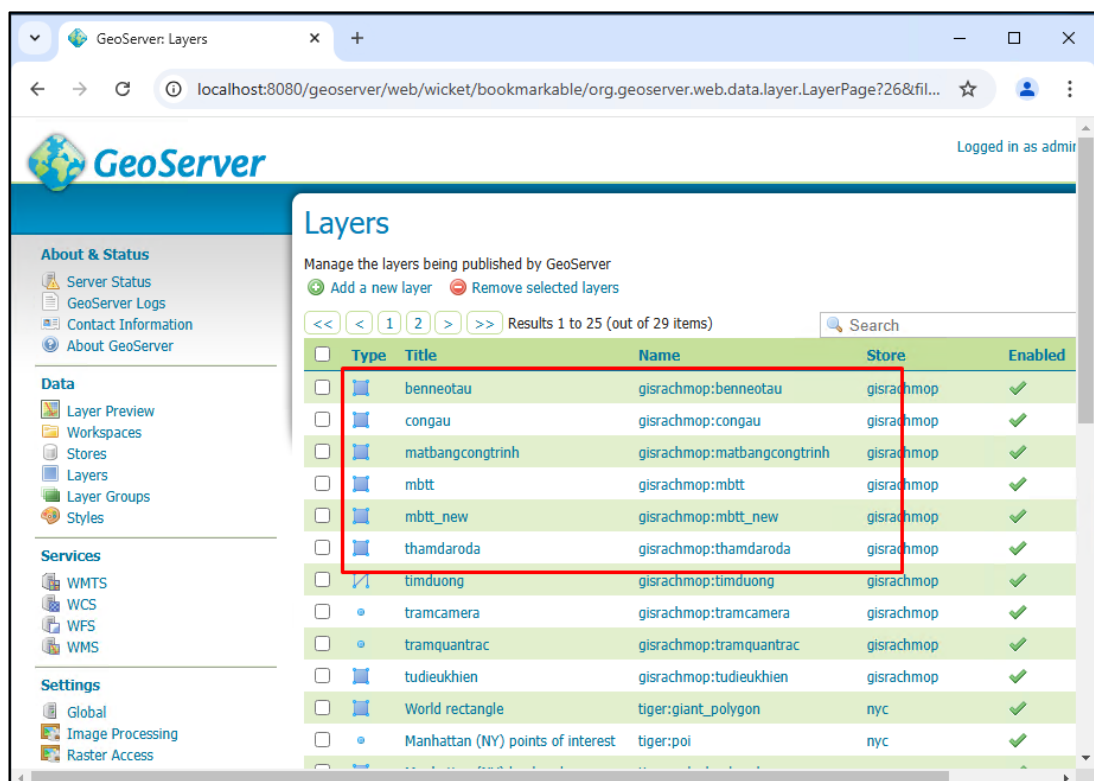 GeoServer: Layers
localhost:8080/geoserver/web/wicket/bookmarkable/org.geoserver.web.data.layer.LayerPage?26&fil...
GeoServer
Logged in as admin
Layers
Manage the layers being published by GeoServer
Add a new layer Remove selected layers
<< < 1 2 > >> Results 1 to 25 (out of 29 items) Search
Type Title Name Store Enabled
benneotau gisrachmop:benneotau gisrachmop
congau gisrachmop:congau gisrachmop
matbangcongtrinh gisrachmop:matbangcongtrinh gisrachmop
mbtt gisrachmop:mbtt gisrachmop
mbtt_new gisrachmop:mbtt_new gisrachmop
thamdaroda gisrachmop:thamdaroda gisrachmop
timduong gisrachmop:timduong gisrachmop
tramcamera gisrachmop:tramcamera gisrachmop
tramquantrac gisrachmop:tramquantrac gisrachmop
tudieukhien gisrachmop:tudieukhien gisrachmop
World rectangle tiger:giant_polygon nyc
Manhattan (NY) points of interest tiger:poi nyc
About & Status
Server Status
GeoServer Logs
Contact Information
About GeoServer
Data
Layer Preview
Workspaces
Stores
Layers
Layer Groups
Styles
Services
WMTS
WCS
WFS
WMS
Settings
Global
Image Processing
Raster Access